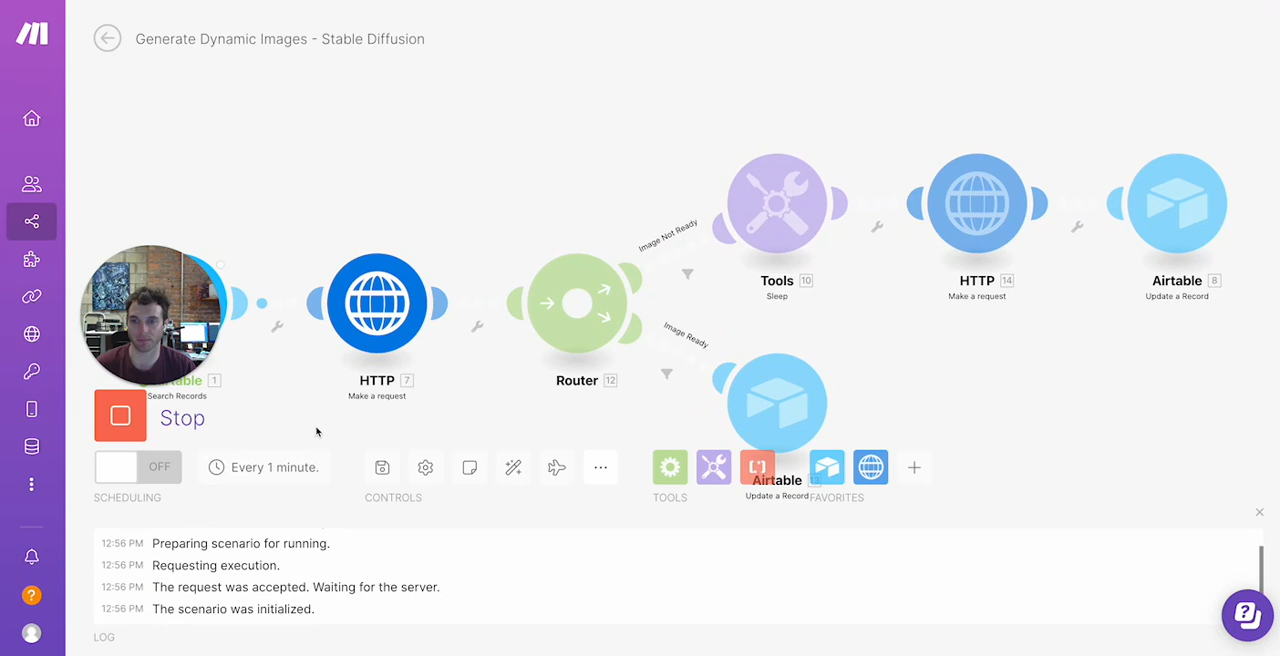 Generate Dynamic Images - Stable Diffusion
Image Not Ready
Tools 10
Sleep
HTTP 14
Make a request
Airtable 8
Update a Record
Image Ready
1
Search Records
HTTP 7
Make a request
Router 12
Stop
OFF
Every 1 minute.
SCHEDULING
CONTROLS
TOOLS
FAVORITES
Airtable
Update a Record
12:56 PM Preparing scenario for running.
12:56 PM Requesting execution.
12:56 PM The request was accepted. Waiting for the server.
12:56 PM The scenario was initialized.
LOG